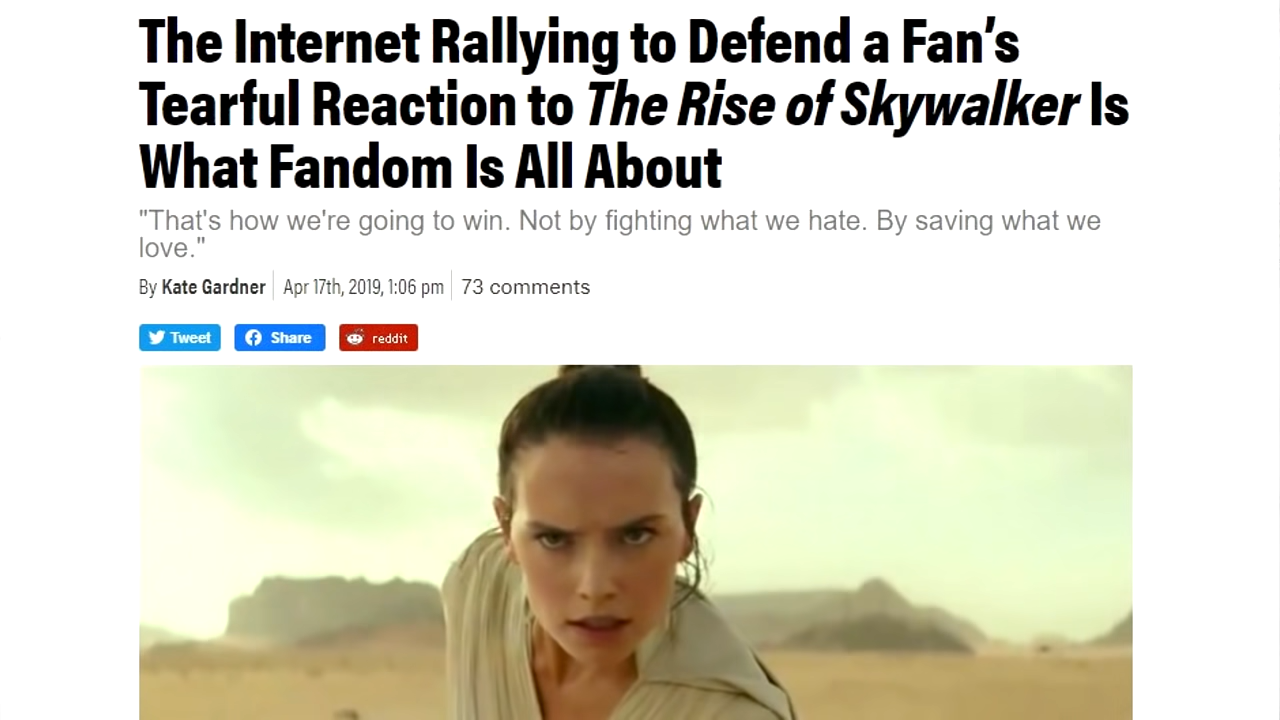 The Internet Rallying to Defend a Fan’s
Tearful Reaction to The Rise of Skywalker Is
What Fandom Is All About
"That's how we're going to win. Not by fighting what we hate. By saving what we
love."
By Kate Gardner Apr 17th, 2019, 1:06 pm 73 comments
Tweet Share reddit